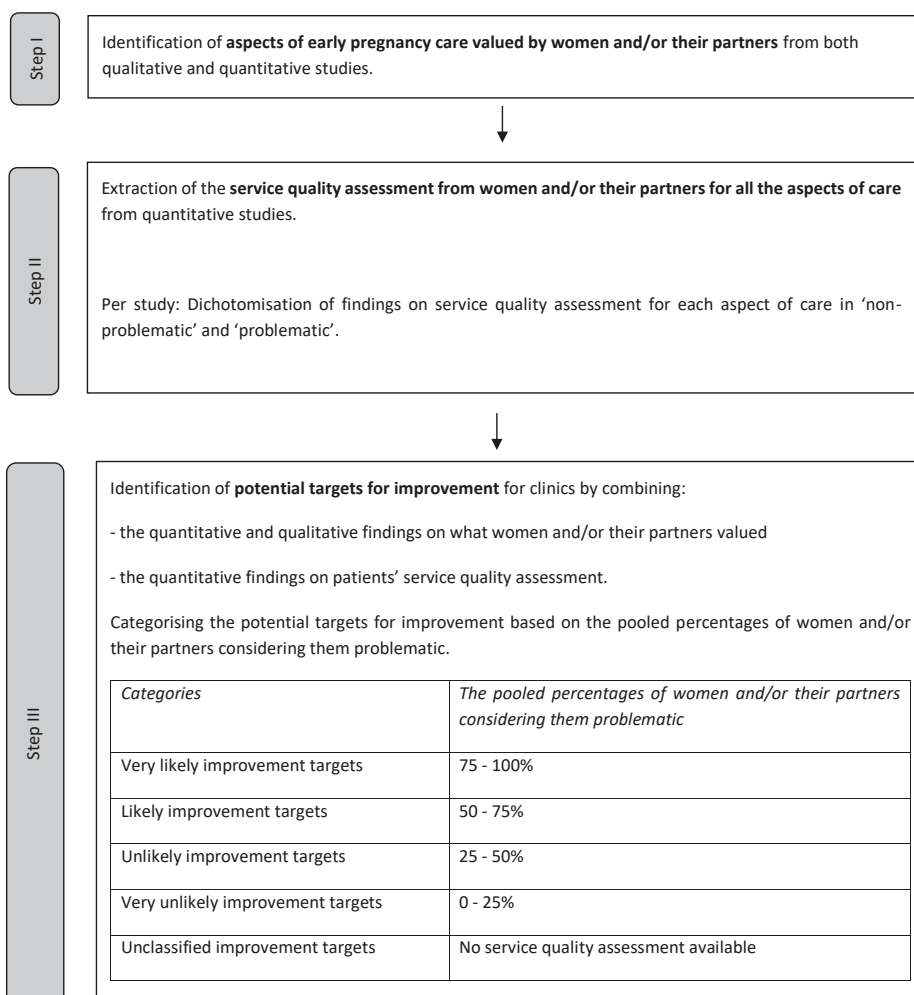 Step I
Identification of aspects of early pregnancy care valued by women and/or their partners from both
qualitative and quantitative studies.
Step II
Extraction of the service quality assessment from women and/or their partners for all the aspects of care
from quantitative studies.
Per study: Dichotomisation of findings on service quality assessment for each aspect of care in ‘non-
problematic’ and ‘problematic’.
Step III
Identification of potential targets for improvement for clinics by combining:
- the quantitative and qualitative findings on what women and/or their partners valued
- the quantitative findings on patients’ service quality assessment.
Categorising the potential targets for improvement based on the pooled percentages of women and/or
their partners considering them problematic.
Categories
The pooled percentages of women and/or their partners
considering them problematic
Very likely improvement targets
75 - 100%
Likely improvement targets
50 - 75%
Unlikely improvement targets
25 - 50%
Very unlikely improvement targets
0 - 25%
Unclassified improvement targets
No service quality assessment available